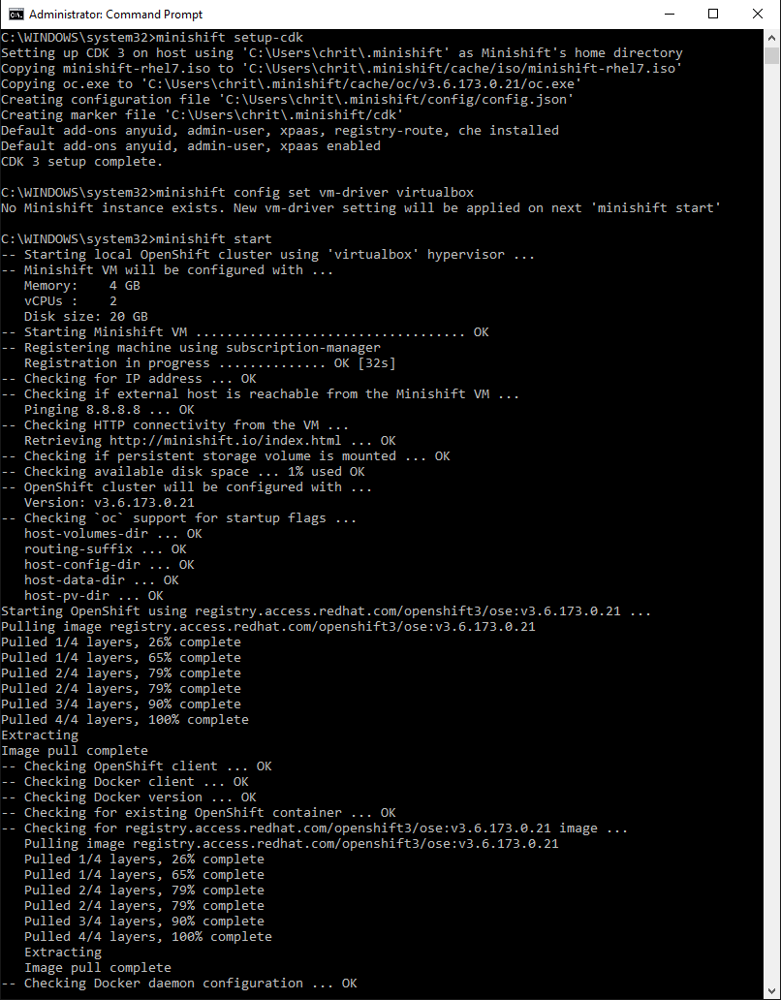 Administrator: Command Prompt
C:\WINDOWS\system32>minishift setup-cdk
Setting up CDK 3 on host using 'C:\Users\chrit\.minishift' as Minishift's home directory
Copying minishift-rhel7.iso to 'C:\Users\chrit\.minishift/cache/iso/minishift-rhel7.iso'
Copying oc.exe to 'C:\Users\chrit\.minishift/cache/oc/v3.6.173.0.21/oc.exe'
Creating configuration file 'C:\Users\chrit\.minishift/config/config.json'
Creating marker file 'C:\Users\chrit\.minishift/cdk'
Default add-ons anyuid, admin-user, xpaas, registry-route, che installed
Default add-ons anyuid, admin-user, xpaas enabled
CDK 3 setup complete.
C:\WINDOWS\system32>minishift config set vm-driver virtualbox
No Minishift instance exists. New vm-driver setting will be applied on next 'minishift start'
C:\WINDOWS\system32>minishift start
-- Starting local OpenShift cluster using 'virtualbox' hypervisor ...
-- Minishift VM will be configured with ...
   Memory:    4 GB
   vCPUs :    2
   Disk size: 20 GB
-- Starting Minishift VM ................................... OK
-- Registering machine using subscription-manager
   Registration in progress .............. OK [32s]
-- Checking for IP address ... OK
-- Checking if external host is reachable from the Minishift VM ...
   Pinging 8.8.8.8 ... OK
-- Checking HTTP connectivity from the VM ...
   Retrieving http://minishift.io/index.html ... OK
-- Checking if persistent storage volume is mounted ... OK
-- Checking available disk space ... 1% used OK
-- OpenShift cluster will be configured with ...
   Version: v3.6.173.0.21
-- Checking `oc` support for startup flags ...
   host-volumes-dir ... OK
   routing-suffix ... OK
   host-config-dir ... OK
   host-data-dir ... OK
   host-pv-dir ... OK
Starting OpenShift using registry.access.redhat.com/openshift3/ose:v3.6.173.0.21 ...
Pulling image registry.access.redhat.com/openshift3/ose:v3.6.173.0.21
Pulled 1/4 layers, 26% complete
Pulled 1/4 layers, 65% complete
Pulled 2/4 layers, 79% complete
Pulled 2/4 layers, 79% complete
Pulled 3/4 layers, 90% complete
Pulled 4/4 layers, 100% complete
Extracting
Image pull complete
-- Checking OpenShift client ... OK
-- Checking Docker client ... OK
-- Checking Docker version ... OK
-- Checking for existing OpenShift container ... OK
-- Checking for registry.access.redhat.com/openshift3/ose:v3.6.173.0.21 image ...
   Pulling image registry.access.redhat.com/openshift3/ose:v3.6.173.0.21
   Pulled 1/4 layers, 26% complete
   Pulled 1/4 layers, 65% complete
   Pulled 2/4 layers, 79% complete
   Pulled 2/4 layers, 79% complete
   Pulled 3/4 layers, 90% complete
   Pulled 4/4 layers, 100% complete
   Extracting
   Image pull complete
-- Checking Docker daemon configuration ... OK